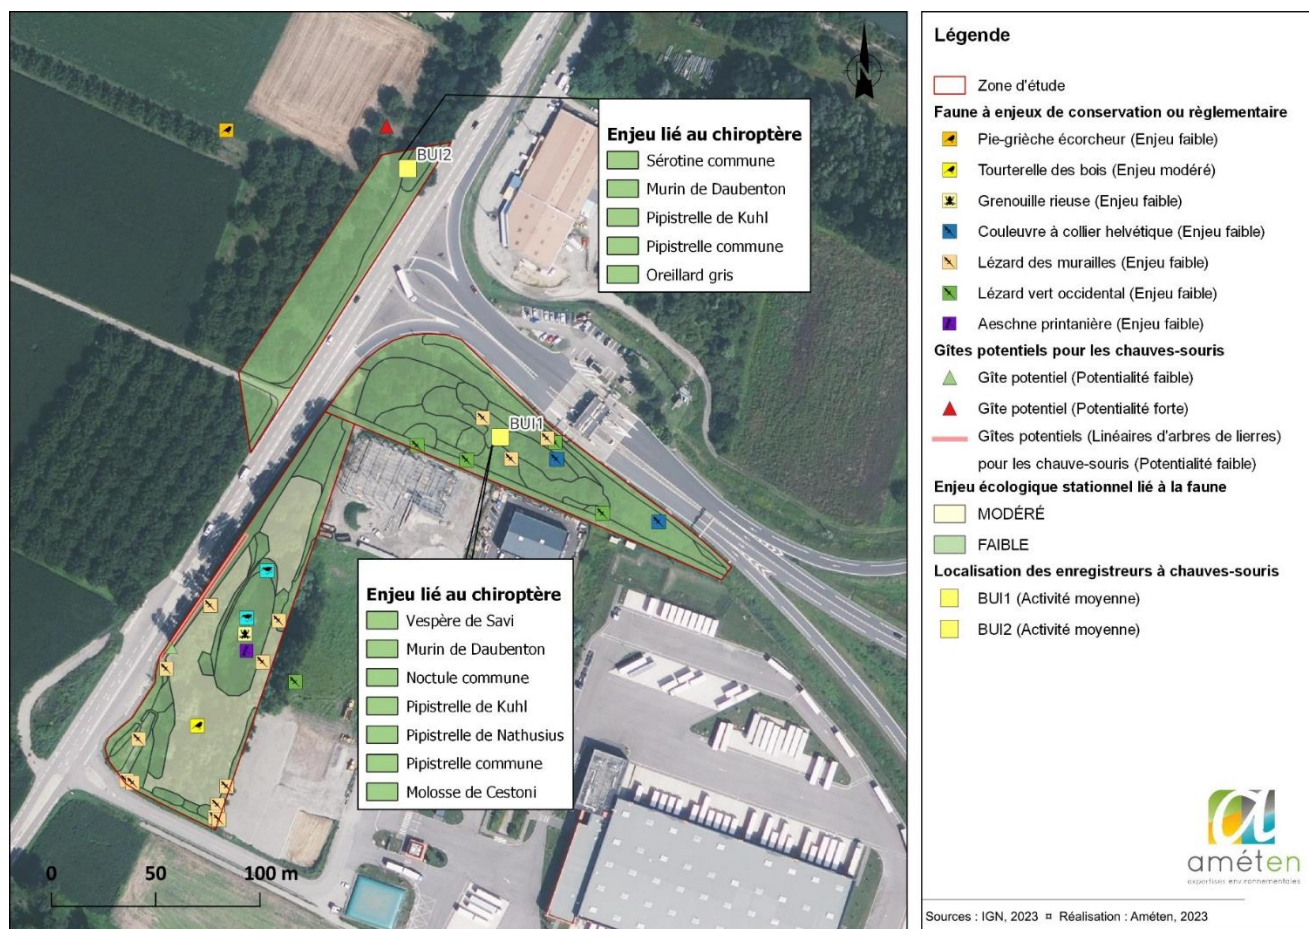 N
BUI2
Enjeu lié au chiroptère
Sérotine commune
Murin de Daubenton
Pipistrelle de Kuhl
Pipistrelle commune
Oreillard gris
BUI1
Enjeu lié au chiroptère
Vespère de Savi
Murin de Daubenton
Noctule commune
Pipistrelle de Kuhl
Pipistrelle de Nathusius
Pipistrelle commune
Molosse de Cestoni
0 50 100 m
Légende
Zone d'étude
Faune à enjeux de conservation ou règlementaire
Pie-grièche écorcheur (Enjeu faible)
Tourterelle des bois (Enjeu modéré)
Grenouille rieuse (Enjeu faible)
Couleuvre à collier helvétique (Enjeu faible)
Lézard des murailles (Enjeu faible)
Lézard vert occidental (Enjeu faible)
Aeschne printanière (Enjeu faible)
Gîtes potentiels pour les chauves-souris
Gîte potentiel (Potentialité faible)
Gîte potentiel (Potentialité forte)
Gîtes potentiels (Linéaires d'arbres de lierres)
pour les chauve-souris (Potentialité faible)
Enjeu écologique stationnel lié à la faune
MODÉRÉ
FAIBLE
Localisation des enregistreurs à chauves-souris
BUI1 (Activité moyenne)
BUI2 (Activité moyenne)
améten
expertises environnementales
Sources : IGN, 2023 ¤ Réalisation : Améten, 2023